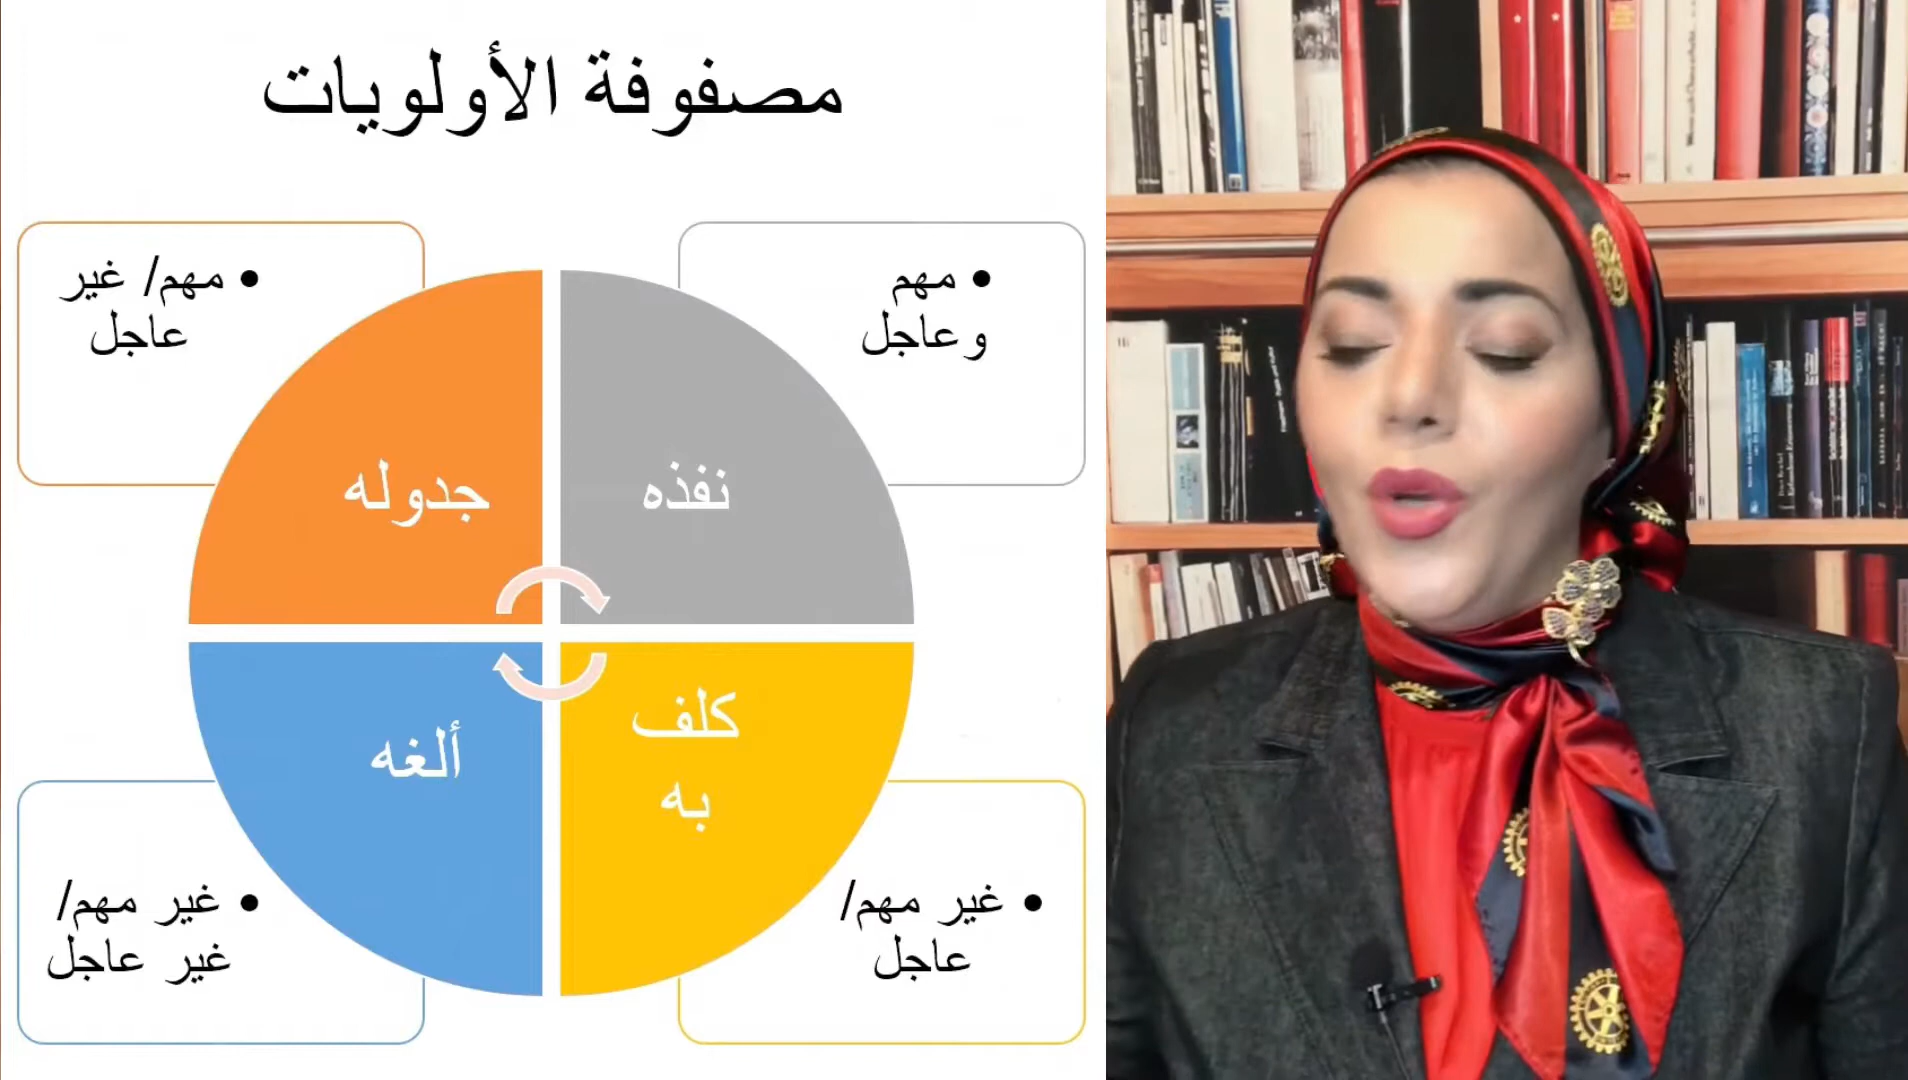 مصفوفة الأولويات
• مهم
وعاجل
نفذه
• مهم/ غير
عاجل
جدوله
كلف
به
• غير مهم/
عاجل
ألغه
• غير مهم/
غير عاجل